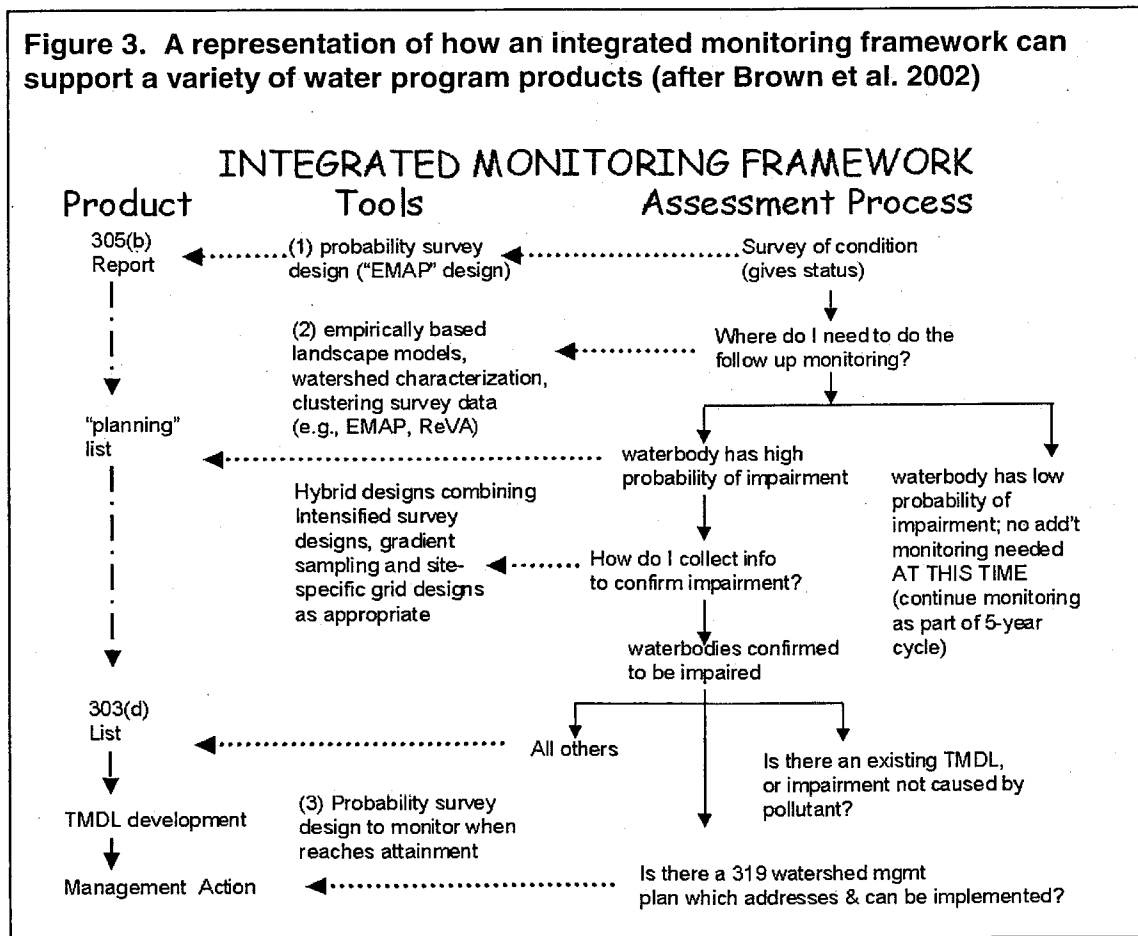 Figure 3. A representation of how an integrated monitoring framework can
support a variety of water program products (after Brown et al. 2002)
INTEGRATED MONITORING FRAMEWORK
Product
Tools
Assessment Process
305(b)
Report
(1) probability survey
design ("EMAP" design)
Survey of condition
(gives status)
(2) empirically based
landscape models,
watershed characterization,
clustering survey data
(e.g., EMAP, ReVA)
Where do I need to do the
follow up monitoring?
"planning"
list
waterbody has high
probability of impairment
waterbody has low
probability of
impairment; no add't
monitoring needed
AT THIS TIME
(continue monitoring
as part of 5-year
cycle)
Hybrid designs combining
Intensified survey
designs, gradient
sampling and site-
specific grid designs
as appropriate
How do I collect info
to confirm impairment?
waterbodies confirmed
to be impaired
303(d)
List
All others
Is there an existing TMDL,
or impairment not caused by
pollutant?
TMDL development
(3) Probability survey
design to monitor when
reaches attainment
Management Action
Is there a 319 watershed mgmt
plan which addresses & can be implemented?